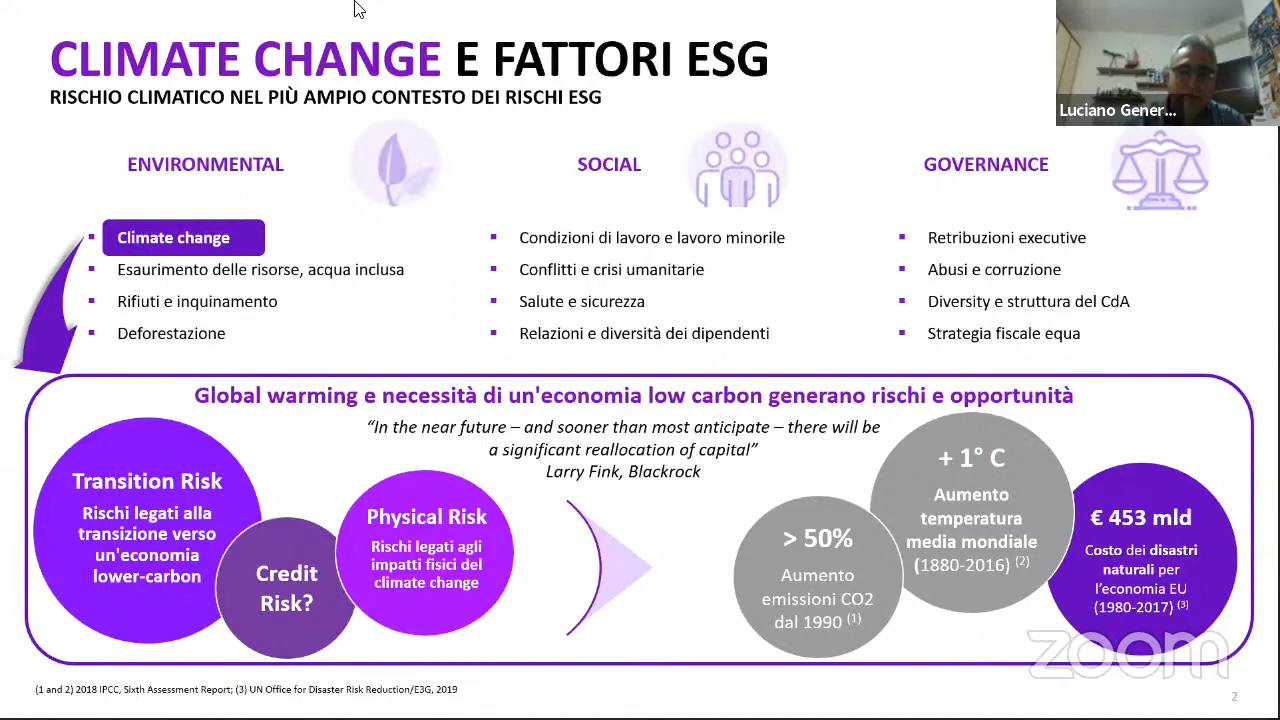 CLIMATE CHANGE E FATTORI ESG
RISCHIO CLIMATICO NEL PIÙ AMPIO CONTESTO DEI RISCHI ESG
Luciano Gener...
ENVIRONMENTAL
Climate change
Esaurimento delle risorse, acqua inclusa
Rifiuti e inquinamento
Deforestazione
SOCIAL
Condizioni di lavoro e lavoro minorile
Conflitti e crisi umanitarie
Salute e sicurezza
Relazioni e diversità dei dipendenti
GOVERNANCE
Retribuzioni executive
Abusi e corruzione
Diversity e struttura del CdA
Strategia fiscale equa
Global warming e necessità di un'economia low carbon generano rischi e opportunità
“In the near future – and sooner than most anticipate – there will be
a significant reallocation of capital”
Larry Fink, Blackrock
Transition Risk
Rischi legati alla
transizione verso
un'economia
lower-carbon
Credit
Risk?
Physical Risk
Rischi legati agli
impatti fisici del
climate change
> 50%
Aumento
emissioni CO2
dal 1990 (1)
+ 1° C
Aumento
temperatura
media mondiale
(1880-2016) (2)
€ 453 mld
Costo dei disastri
naturali per
l’economia EU
(1980-2017) (3)
zoom
(1 and 2) 2018 IPCC, Sixth Assessment Report; (3) UN Office for Disaster Risk Reduction/E3G, 2019
2